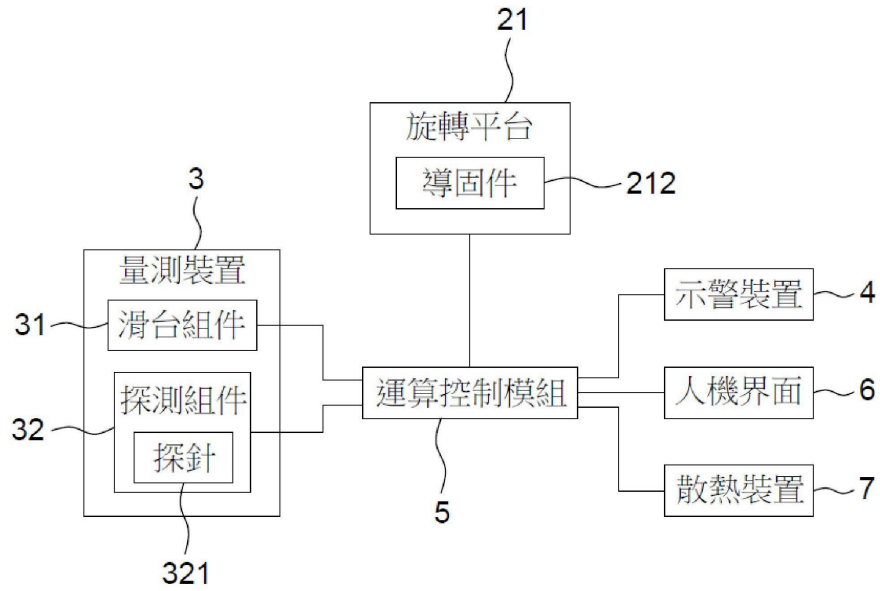 21
旋轉平台
導固件
212
3
量測裝置
31
滑台組件
示警裝置
4
運算控制模組
人機界面
6
探測組件
32
探針
5
散熱裝置
7
321